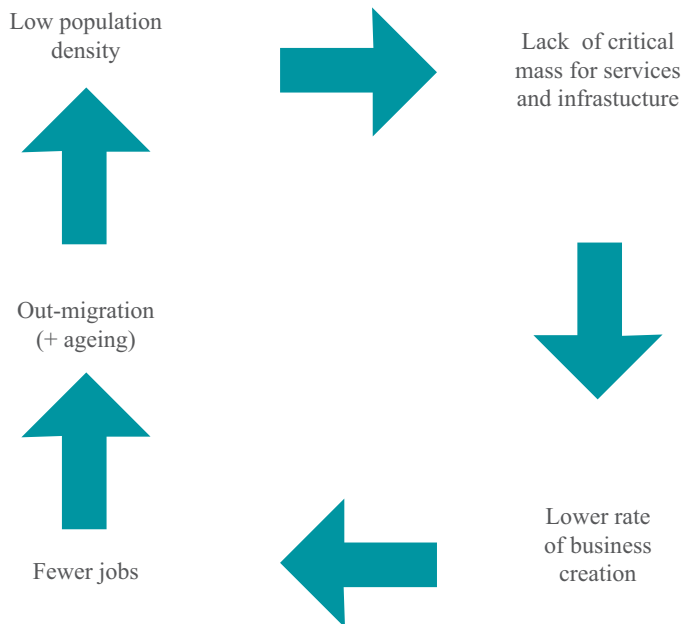 Low population
density
Lack of critical
mass for services
and infrastucture
Out-migration
(+ ageing)
Lower rate
of business
creation
Fewer jobs